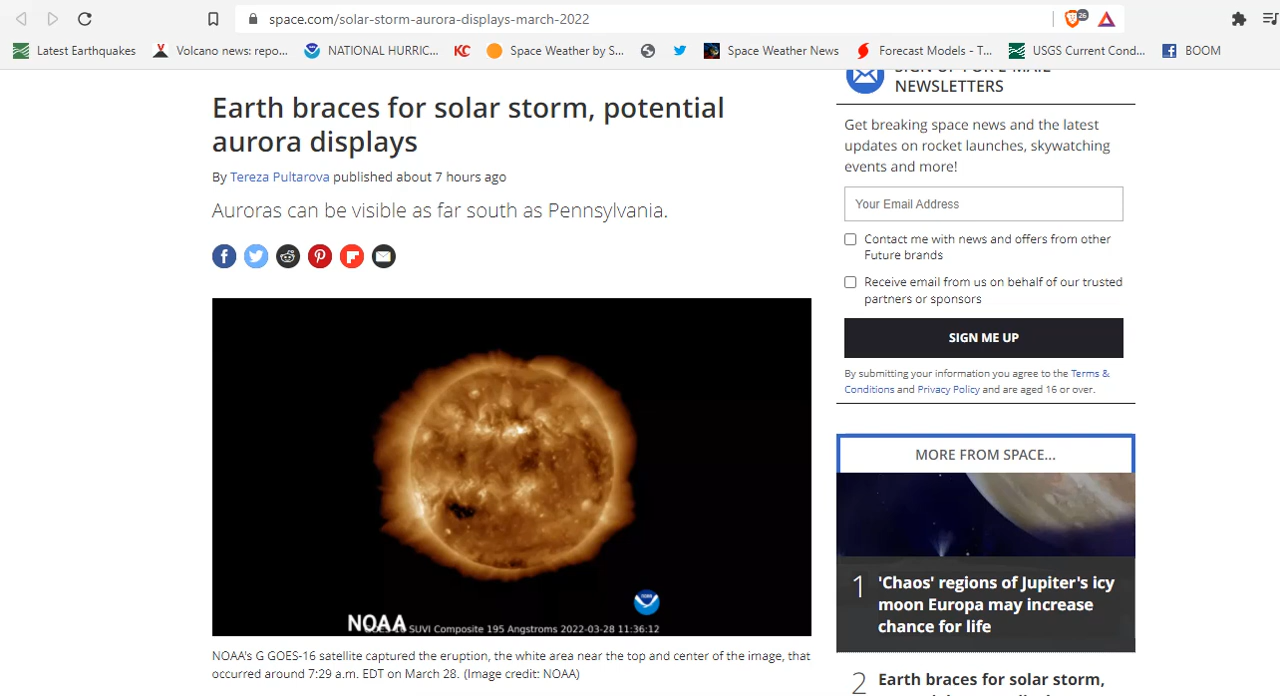 space.com/solar-storm-aurora-displays-march-2022
26
Latest Earthquakes
Volcano news: repo...
NATIONAL HURRIC...
KC
Space Weather by S...
Space Weather News
Forecast Models - T...
USGS Current Cond...
BOOM
Earth braces for solar storm, potential
aurora displays
By Tereza Pultarova published about 7 hours ago
Auroras can be visible as far south as Pennsylvania.
NOAA
SUVI Composite 195 Angstroms 2022-03-28 11:36:12
NOAA's G GOES-16 satellite captured the eruption, the white area near the top and center of the image, that
occurred around 7:29 a.m. EDT on March 28. (Image credit: NOAA)
SIGN UP FOR E-MAIL
NEWSLETTERS
Get breaking space news and the latest
updates on rocket launches, skywatching
events and more!
Your Email Address
Contact me with news and offers from other
Future brands
Receive email from us on behalf of our trusted
partners or sponsors
SIGN ME UP
By submitting your information you agree to the Terms &
Conditions and Privacy Policy and are aged 16 or over.
MORE FROM SPACE...
1
'Chaos' regions of Jupiter's icy
moon Europa may increase
chance for life
2
Earth braces for solar storm,